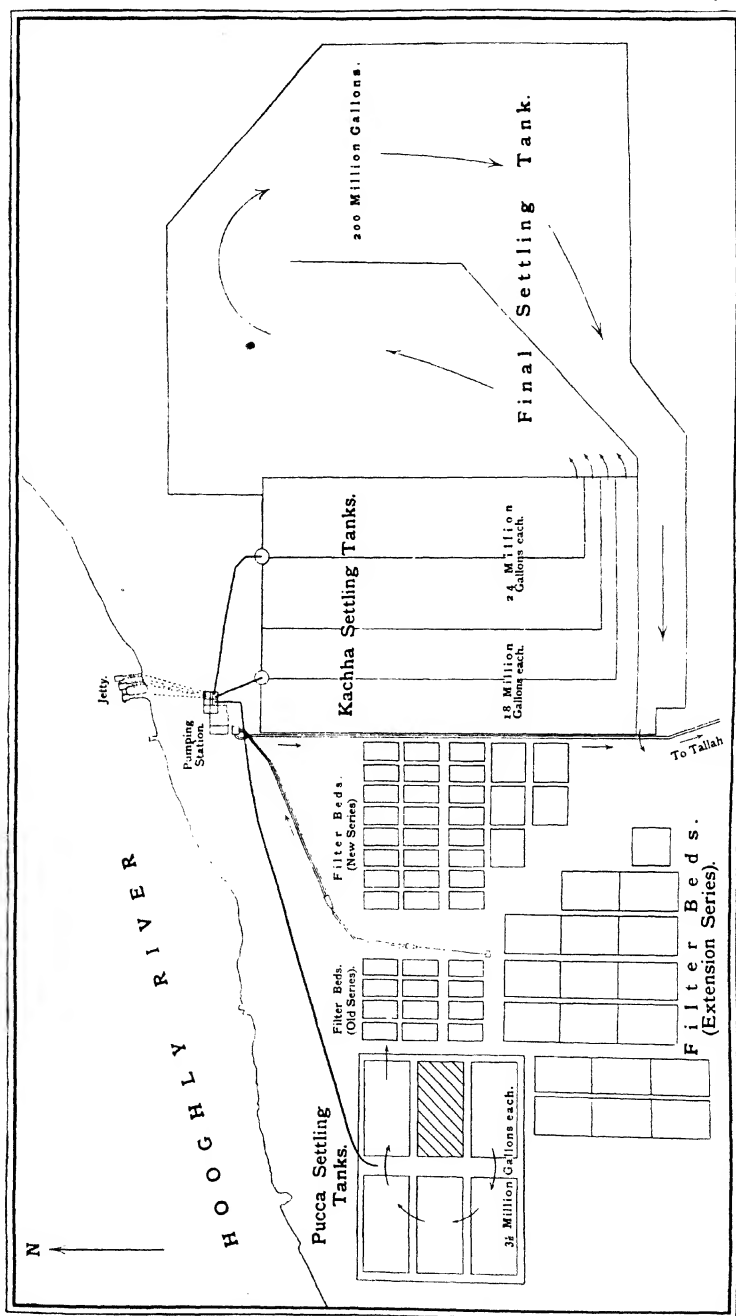 N
HOOGHLY RIVER
Jetty.
Pumping
Station.
Pucca Settling
Tanks.
3½ Million Gallons each.
Filter Beds.
(Old Series).
Filter Beds.
(New Series)
Filter Beds.
(Extension Series).
Kachha Settling Tanks.
18 Million
Gallons each.
24 Million
Gallons each.
To Tallah
200 Million Gallons.
Final Settling Tank.